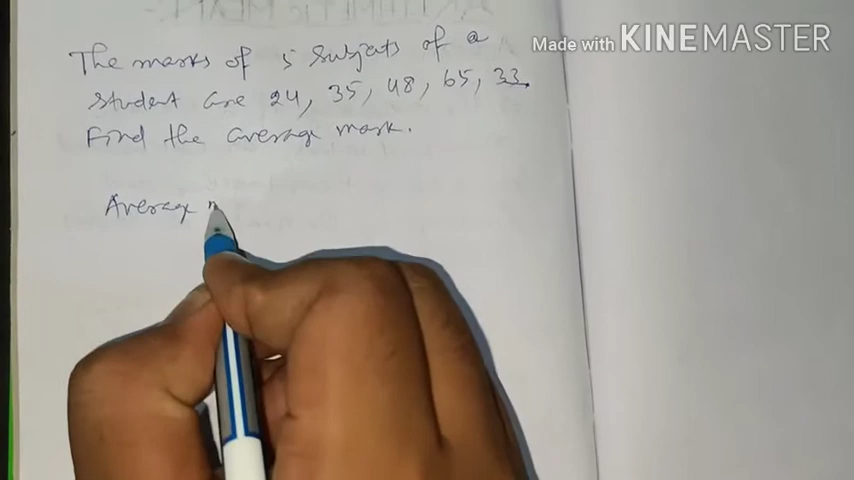 Made with KINEMASTER
The marks of 5 subjects of a
student are 24, 35, 48, 65, 33.
Find the average mark.
Average m